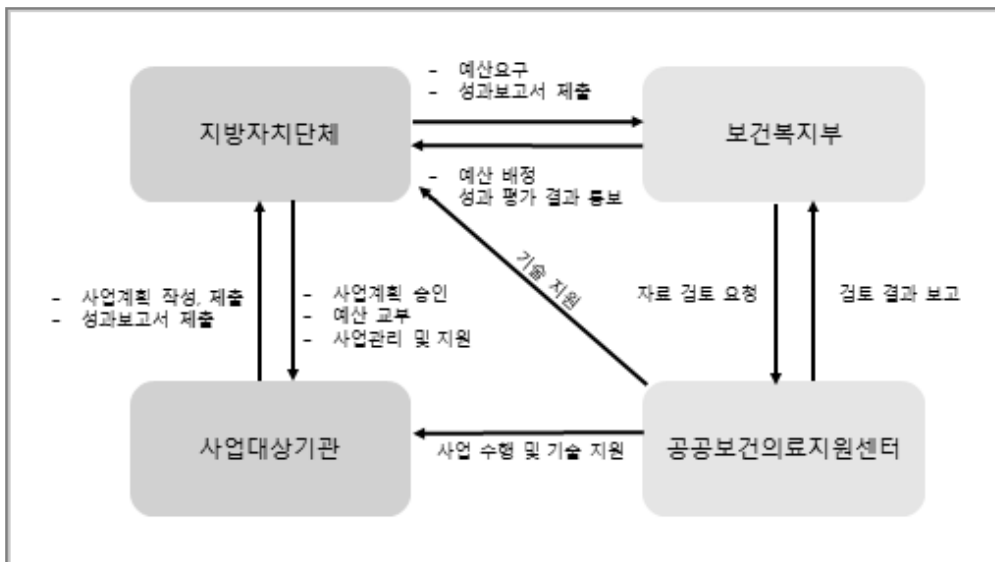 - 예산요구
- 성과보고서 제출
지방자치단체
보건복지부
- 예산 배정
성과 평가 결과 통보
기술 지원
- 사업계획 작성, 제출
- 성과보고서 제출
- 사업계획 승인
- 예산 교부
- 사업관리 및 지원
자료 검토 요청
검토 결과 보고
사업대상기관
사업 수행 및 기술 지원
공공보건의료지원센터